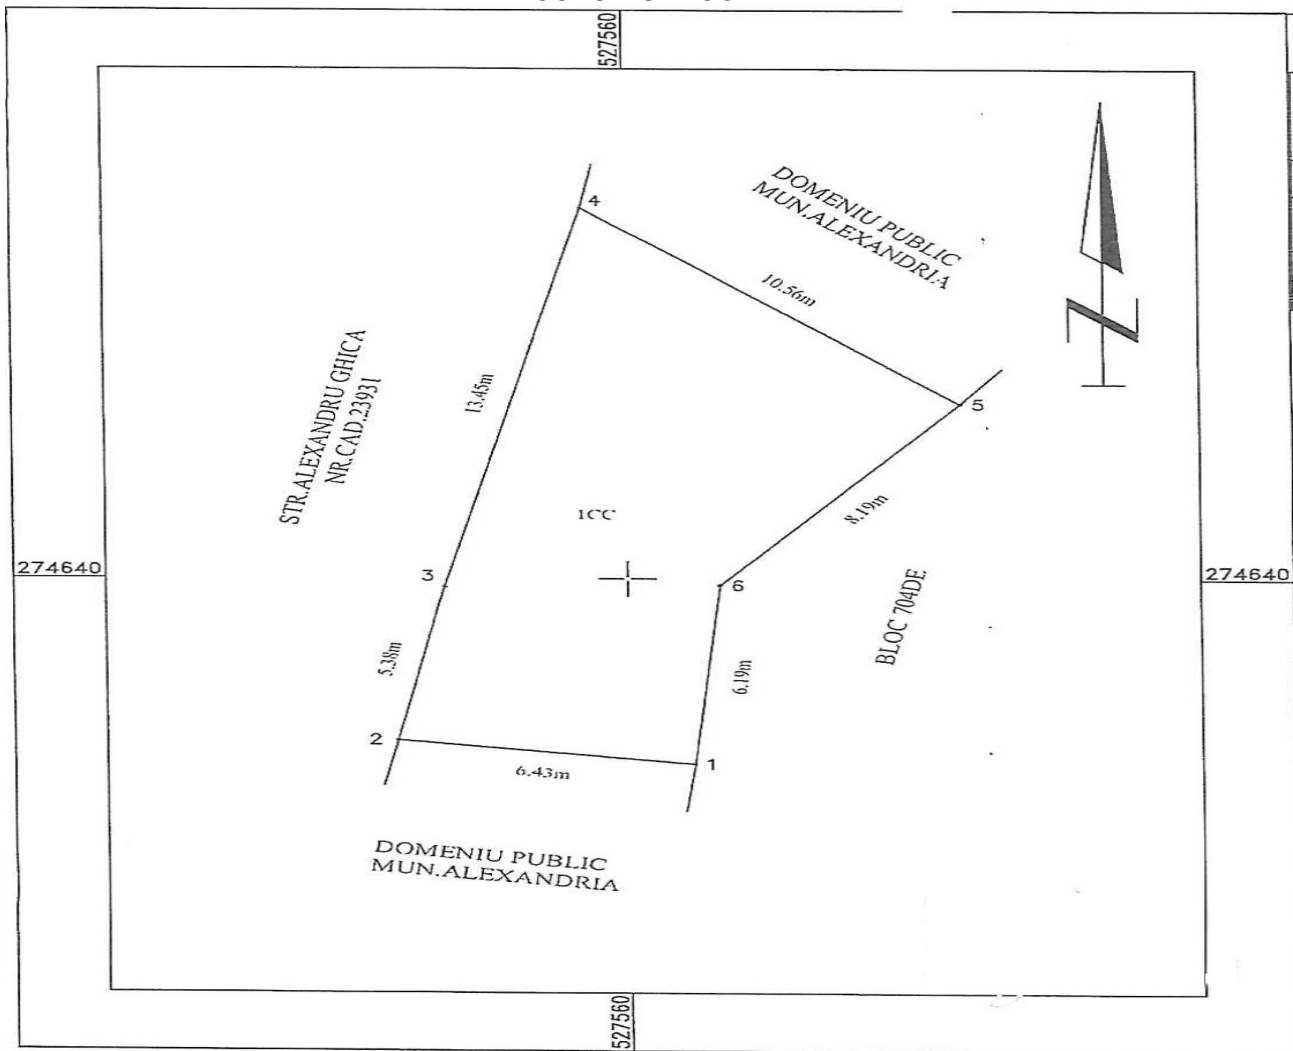 527560
4
DOMENIU PUBLIC
MUN.ALEXANDRIA
10.56m
13.45m
STR.ALEXANDRU GHICA
NR.CAD.23931
5
8.19m
1CC
274640
3
6
274640
BLOC 704DE
5.38m
6.19m
2
6.43m
1
DOMENIU PUBLIC
MUN.ALEXANDRIA
527560
N